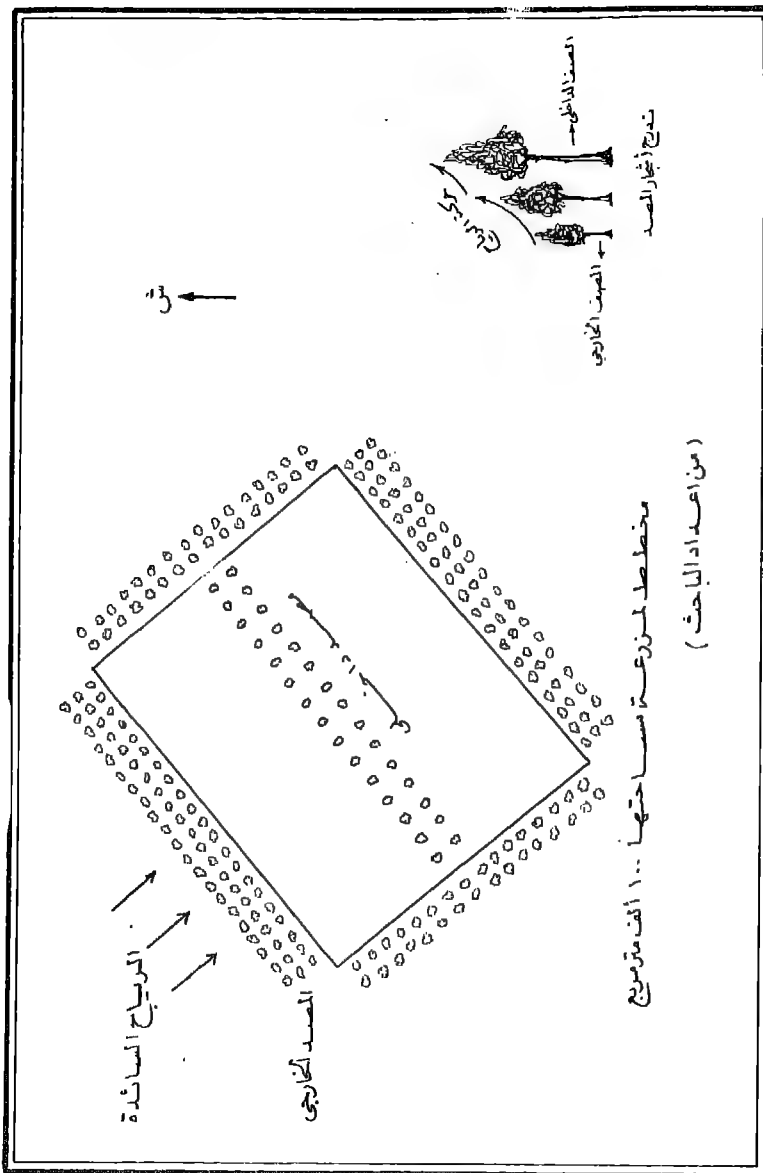 الرياح السائدة
المصد الخارجي
ش
الصف الداخلي
الصف الخارجي
تدرج أشجار المصد
مخطط لمزرعة مساحتها ١٠٠ ألف متر مربع
(من اعداد الباحث)